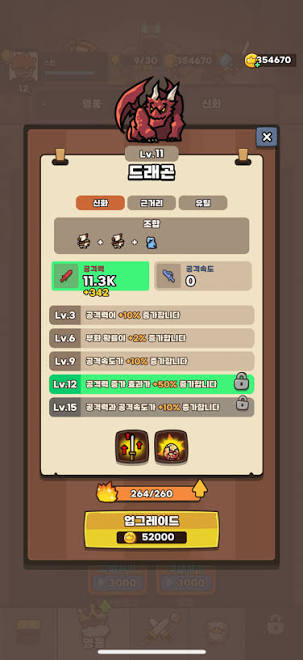 9/30
354670
354670
12
영웅
신화
Lv.11
드래곤
신화
근거리
유틸
조합
+ +
공격력
11.3K
+342
공격속도
0
Lv.3 공격력이 +10% 증가합니다
Lv.6 부화 확률이 +2% 증가합니다
Lv.9 공격속도가 +10% 증가합니다
Lv.12 공격력 증가 효과가 +50% 증가합니다
Lv.15 공격력과 공격속도가 +10% 증가합니다
264/260
업그레이드
52000
3000
3000
영웅